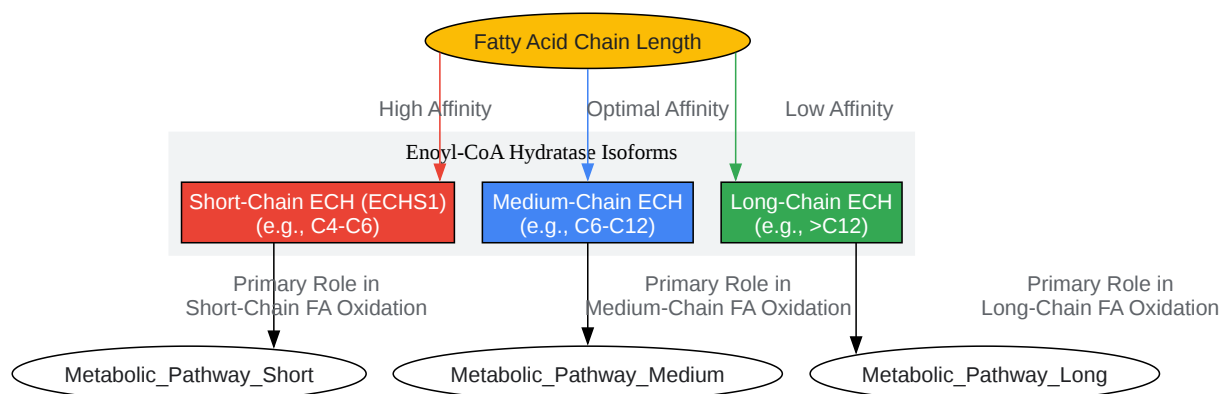 Fatty Acid Chain Length
High Affinity
Optimal Affinity
Low Affinity
Enoyl-CoA Hydratase Isoforms
Short-Chain ECH (ECHS1)
(e.g., C4-C6)
Medium-Chain ECH
(e.g., C6-C12)
Long-Chain ECH
(e.g., >C12)
Primary Role in
Short-Chain FA Oxidation
Primary Role in
Medium-Chain FA Oxidation
Primary Role in
Long-Chain FA Oxidation
Metabolic_Pathway_Short
Metabolic_Pathway_Medium
Metabolic_Pathway_Long